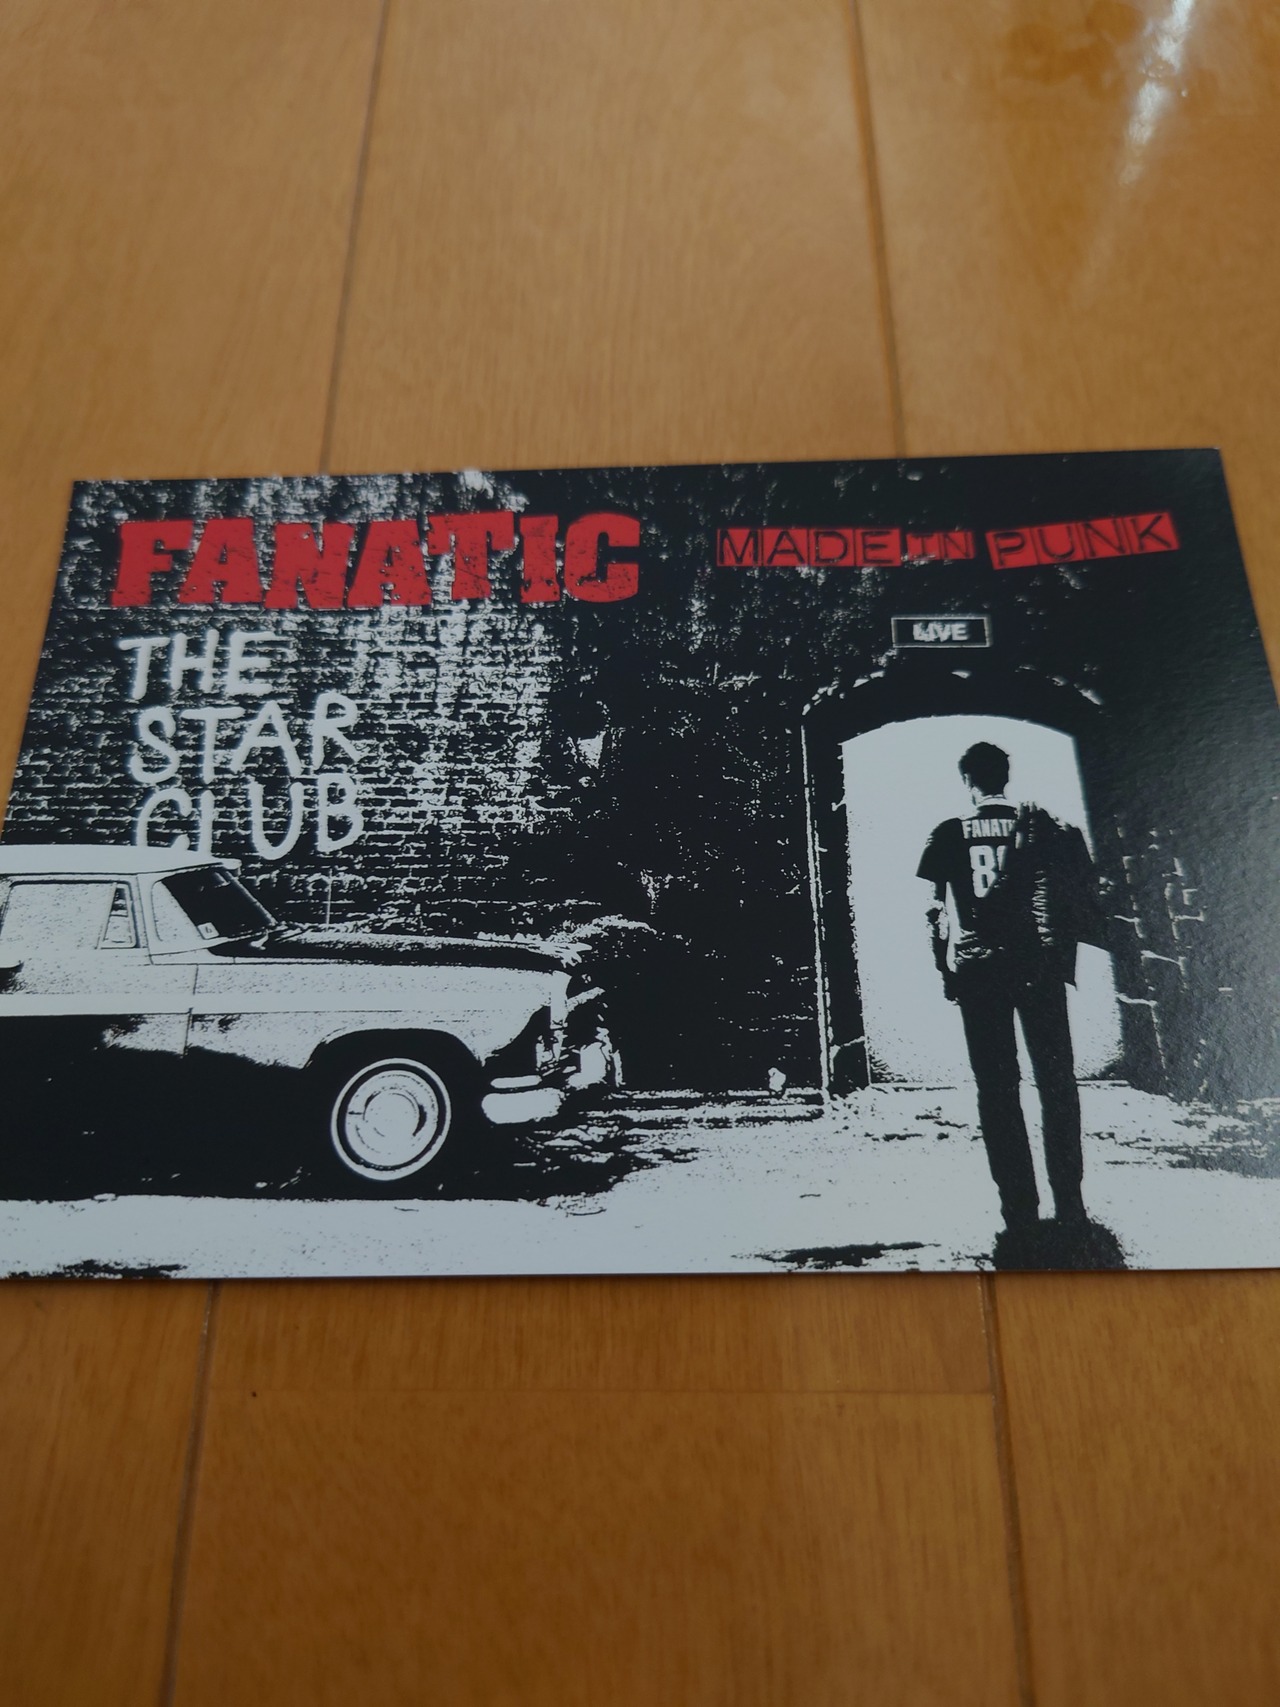 FANATIC
MADE IN PUNK
THE
STAR
CLUB
LIVE